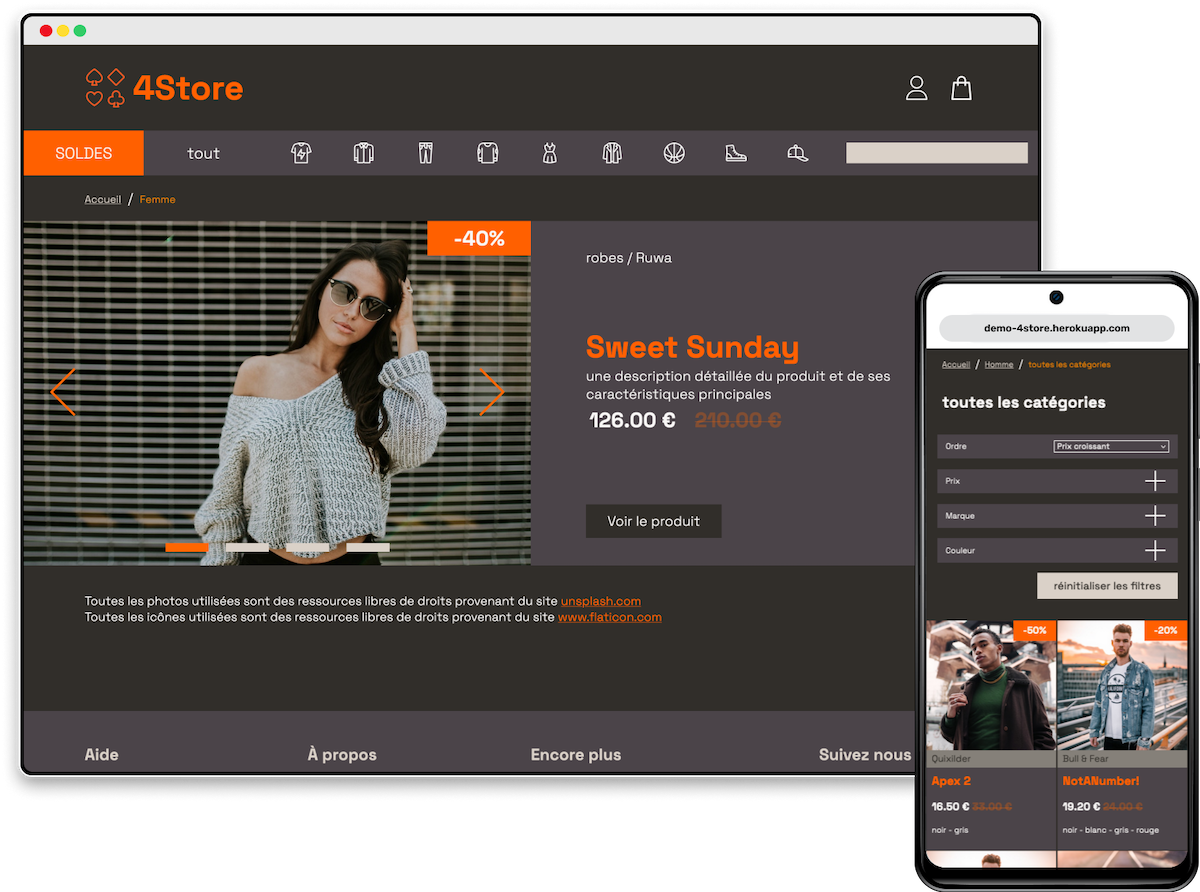 4Store
SOLDES
tout
Accueil / Femme
-40%
robes / Ruwa
Sweet Sunday
une description détaillée du produit et de ses
caractéristiques principales
126.00 € 210.00 €
Voir le produit
Toutes les photos utilisées sont des ressources libres de droits provenant du site unsplash.com
Toutes les icônes utilisées sont des ressources libres de droits provenant du site www.flaticon.com
Aide
À propos
Encore plus
Suivez nous
demo-4store.herokuapp.com
Accueil / Homme / toutes les catégories
toutes les catégories
Ordre
Prix croissant
Prix
Marque
Couleur
réinitialiser les filtres
-50%
Quixilder
Apex 2
16.50 € 33.00 €
noir - gris
-20%
Bull & Fear
NotANumber!
19.20 € 24.00 €
noir - blanc - gris - rouge